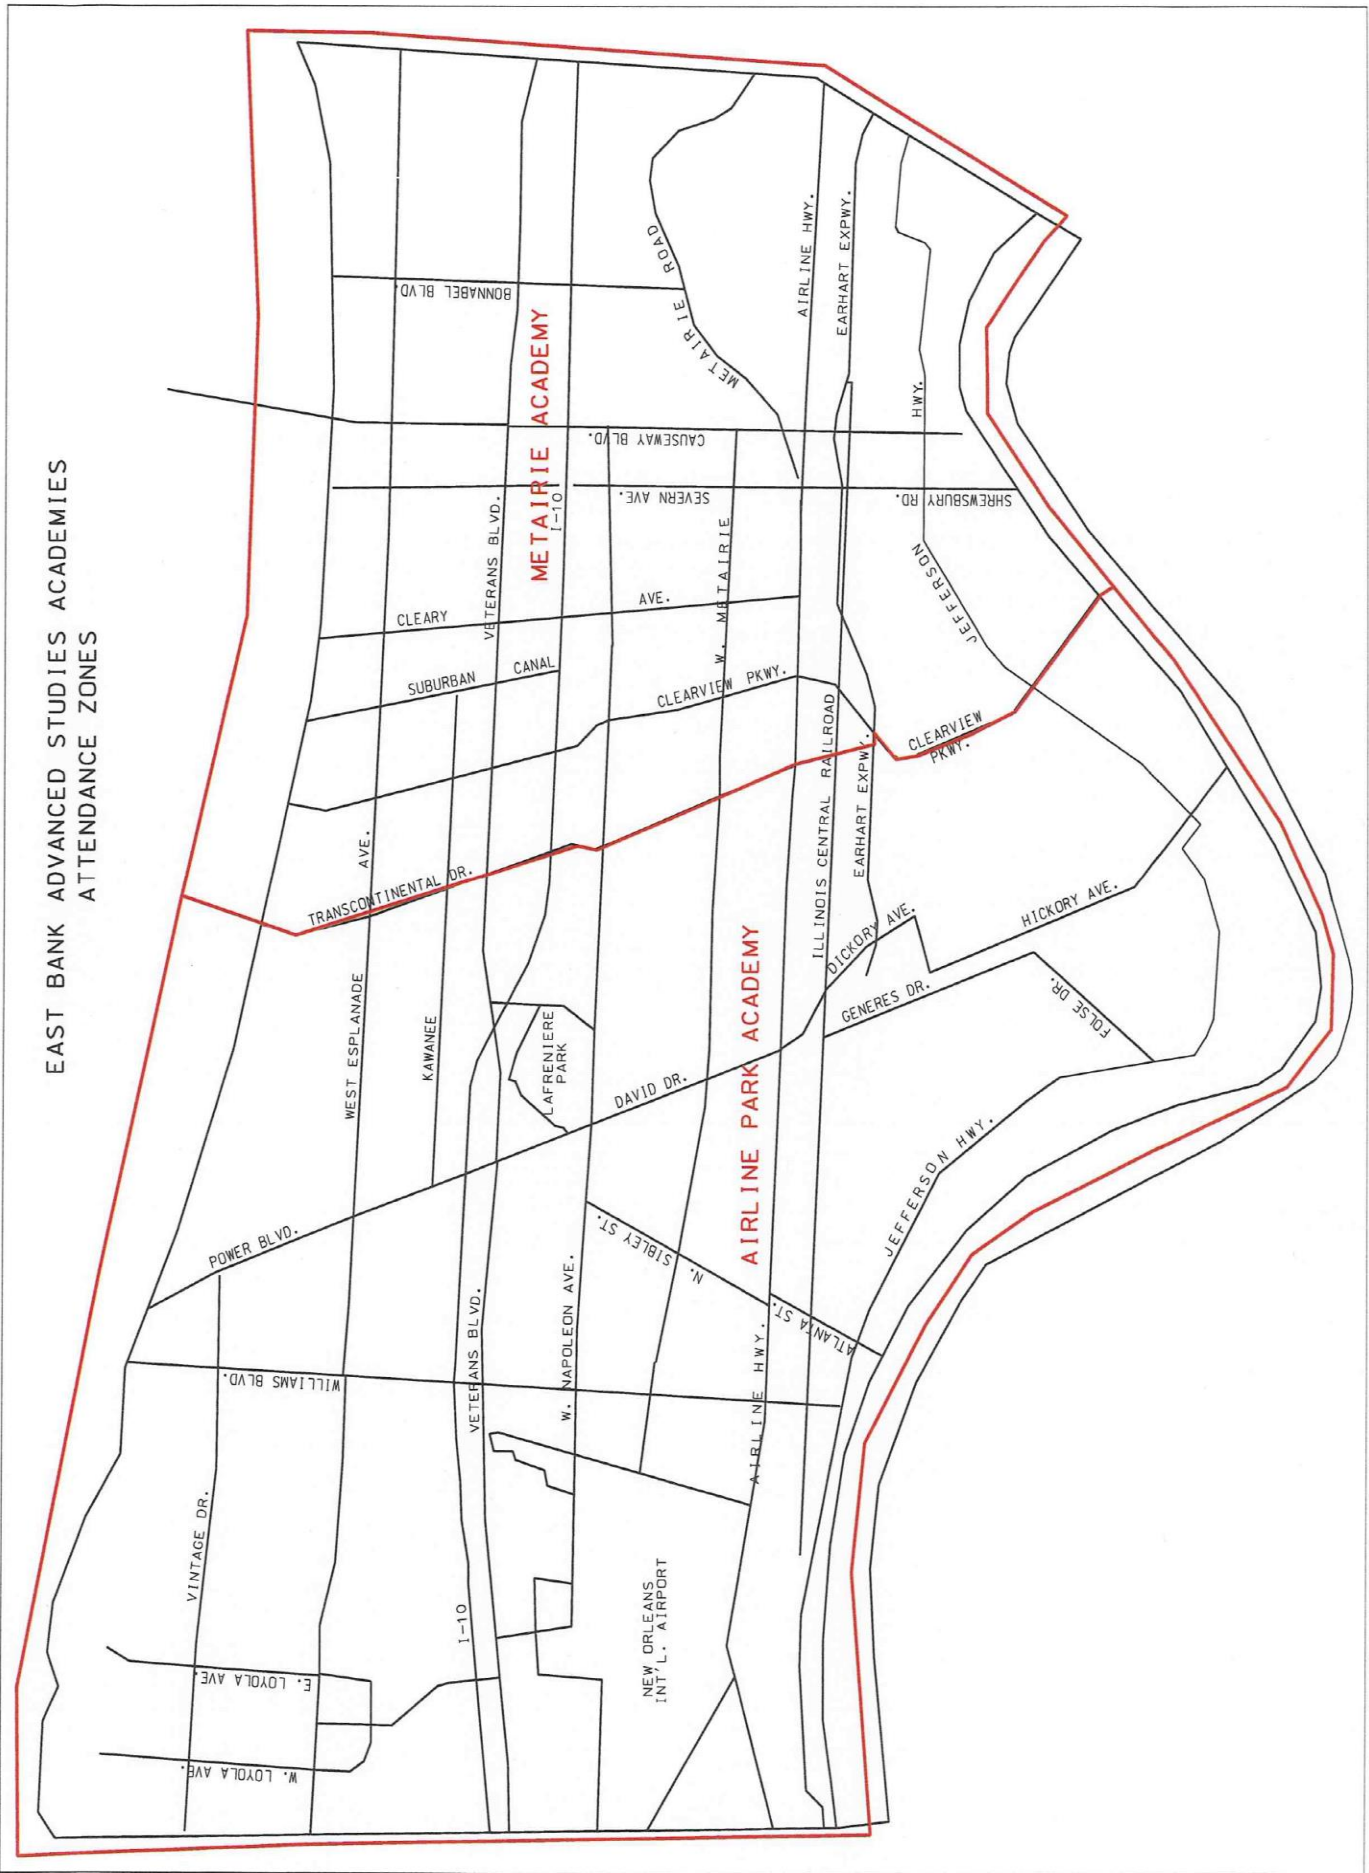 EAST BANK ADVANCED STUDIES ACADEMIES
ATTENDANCE ZONES
W. LOYOLA AVE.
E. LOYOLA AVE.
VINTAGE DR.
WILLIAMS BLVD.
POWER BLVD.
WEST ESPLANADE
AVE.
KAWANEE
TRANSCONTINENTAL DR.
SUBURBAN
CANAL
CLEARY
AVE.
BONNABEL BLVD.
I-10
VETERANS BLVD.
VETERANS BLVD.
METAIRIE ACADEMY
I-10
LAFRENIERE
PARK
W. NAPOLEON AVE.
N. SIBLEY ST.
DAVID DR.
CLEARVIEW PKWY.
SEVERN AVE.
CAUSEWAY BLVD.
METAIRIE ROAD
W. METAIRIE
NEW ORLEANS
INT'L. AIRPORT
AIRLINE HWY.
ATLANTA ST.
AIRLINE PARK ACADEMY
AIRLINE HWY.
ILLINOIS CENTRAL RAILROAD
EARHART EXPWY.
EARHART EXPWY.
DICKORY AVE.
GENERES DR.
HICKORY AVE.
FOLSE DR.
JEFFERSON HWY.
CLEARVIEW
PKWY.
JEFFERSON
HWY.
SHREWSBURY RD.